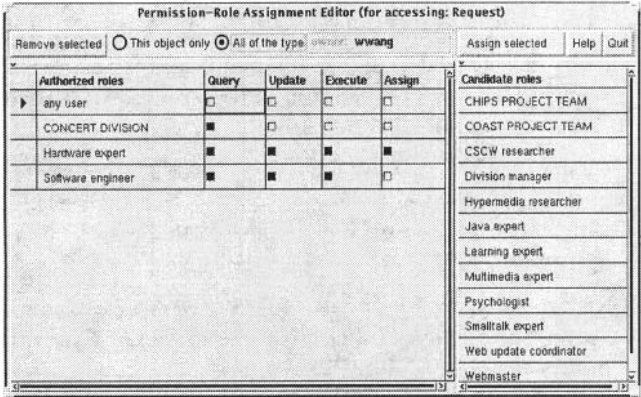 Permission-Role Assignment Editor (for accessing: Request)
Remove selected This object only All of the type owner: wwang Assign selected Help Quit
Authorized roles Query Update Execute Assign
any user
CONCERT DIVISION
Hardware expert
Software engineer
Candidate roles
CHIPS PROJECT TEAM
COAST PROJECT TEAM
CSCW researcher
Division manager
Hypermedia researcher
Java expert
Learning expert
Multimedia expert
Psychologist
Smalltalk expert
Web update coordinator
Webmaster